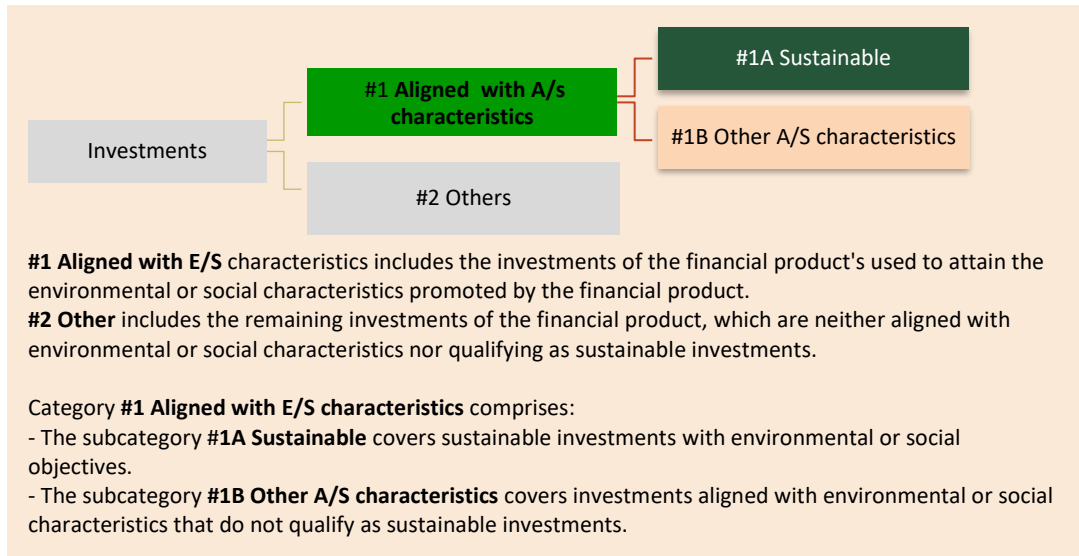 #1A Sustainable
#1 Aligned with A/s
characteristics
#1B Other A/S characteristics
Investments
#2 Others
#1 Aligned with E/S characteristics includes the investments of the financial product's used to attain the
environmental or social characteristics promoted by the financial product.
#2 Other includes the remaining investments of the financial product, which are neither aligned with
environmental or social characteristics nor qualifying as sustainable investments.
Category #1 Aligned with E/S characteristics comprises:
- The subcategory #1A Sustainable covers sustainable investments with environmental or social
objectives.
- The subcategory #1B Other A/S characteristics covers investments aligned with environmental or social
characteristics that do not qualify as sustainable investments.